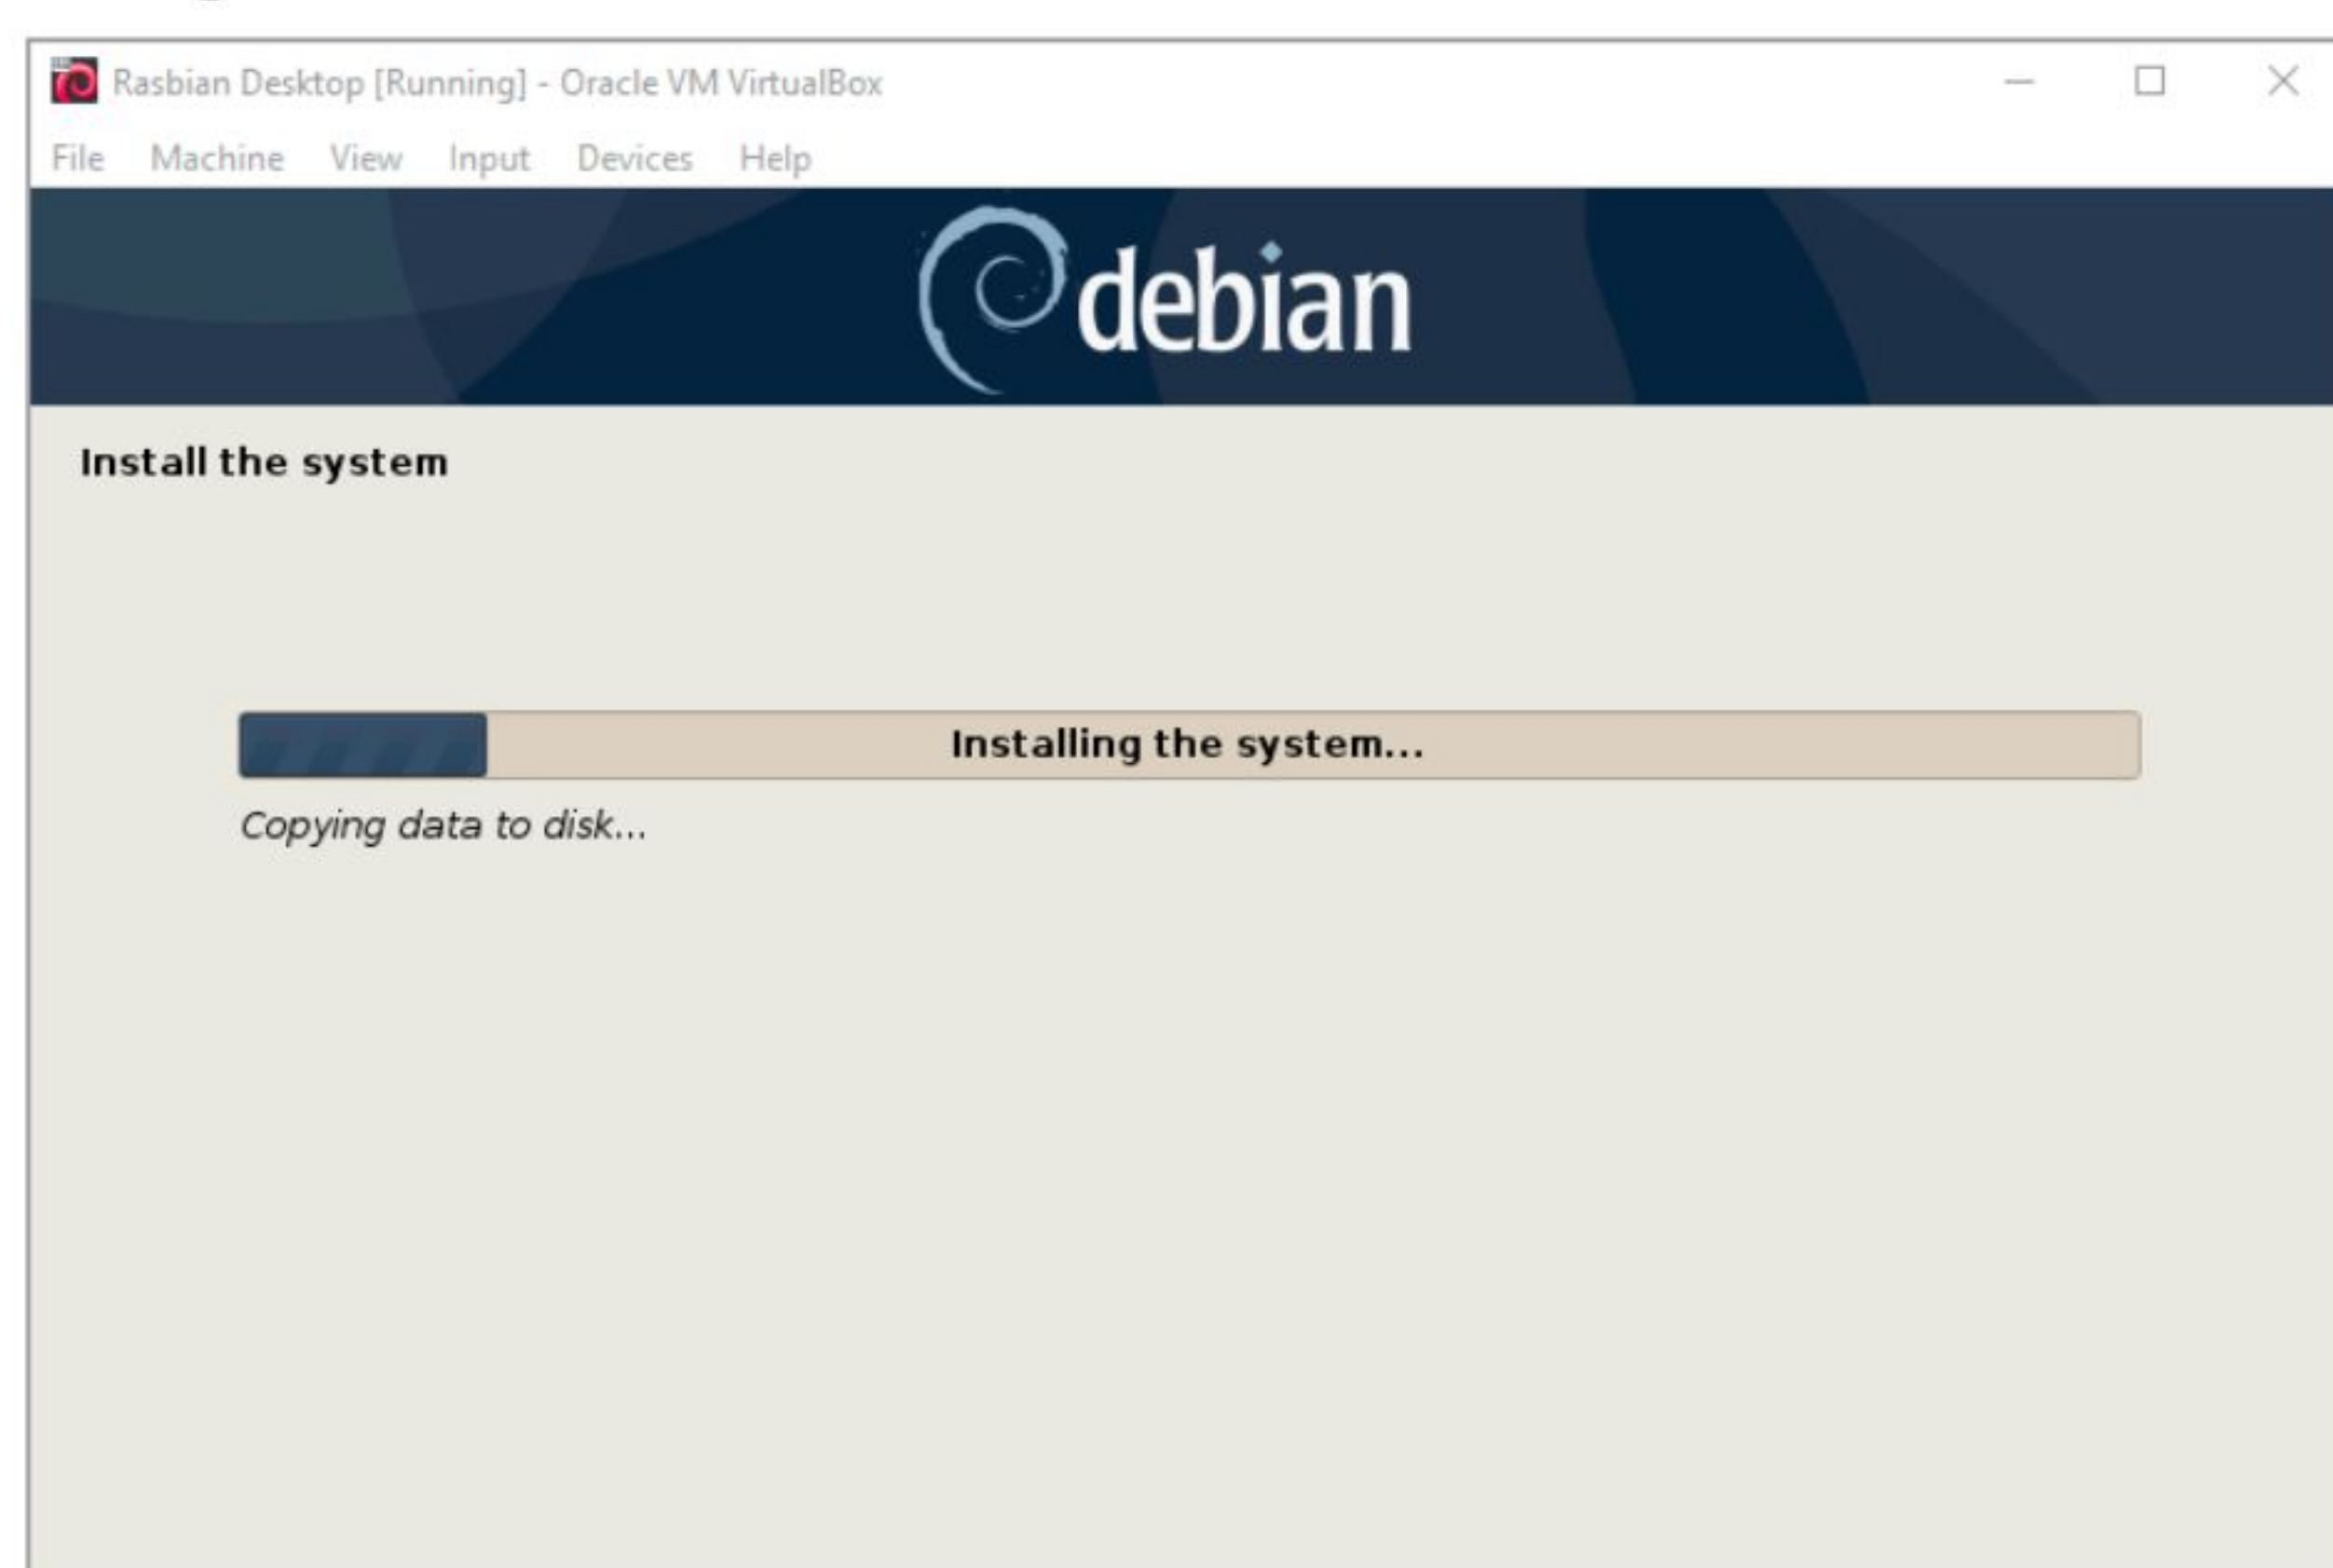 Rasbian Desktop [Running] - Oracle VM VirtualBox
File Machine View Input Devices Help
debian
Install the system
Installing the system...
Copying data to disk...